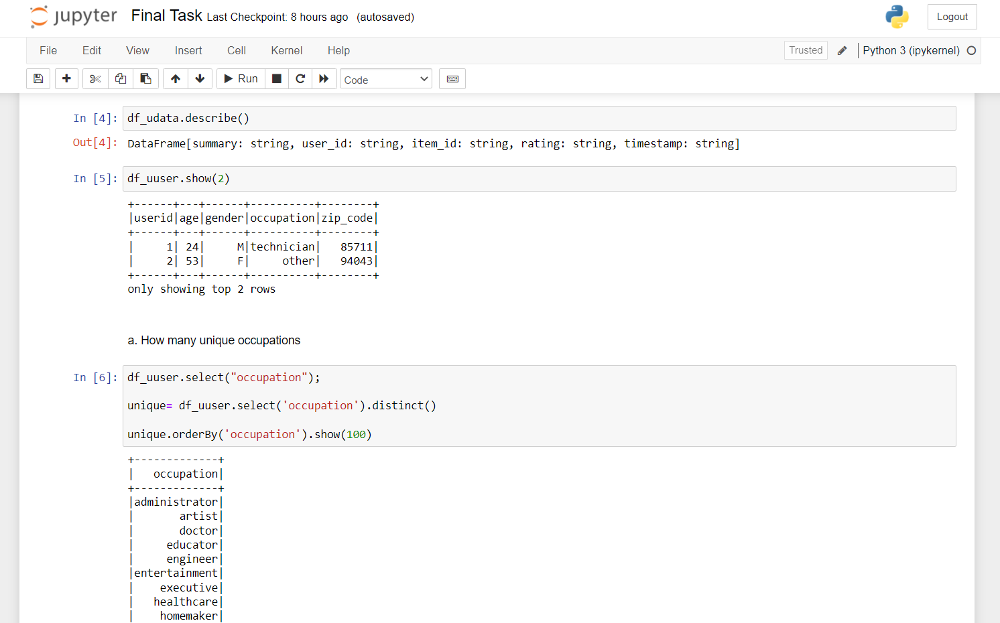 jupyter Final Task Last Checkpoint: 8 hours ago (autosaved) Logout
File Edit View Insert Cell Kernel Help Trusted Python 3 (ipykernel)
Run Code
In [4]: df_udata.describe()
Out[4]: DataFrame[summary: string, user_id: string, item_id: string, rating: string, timestamp: string]
In [5]: df_uuser.show(2)
+------+---+------+----------+--------+
|userid|age|gender|occupation|zip_code|
+------+---+------+----------+--------+
|     1| 24|     M|technician|   85711|
|     2| 53|     F|     other|   94043|
+------+---+------+----------+--------+
only showing top 2 rows
a. How many unique occupations
In [6]: df_uuser.select("occupation");
unique= df_uuser.select('occupation').distinct()
unique.orderBy('occupation').show(100)
+-------------+
|   occupation|
+-------------+
|administrator|
|       artist|
|       doctor|
|     educator|
|     engineer|
|entertainment|
|    executive|
|   healthcare|
|    homemaker|